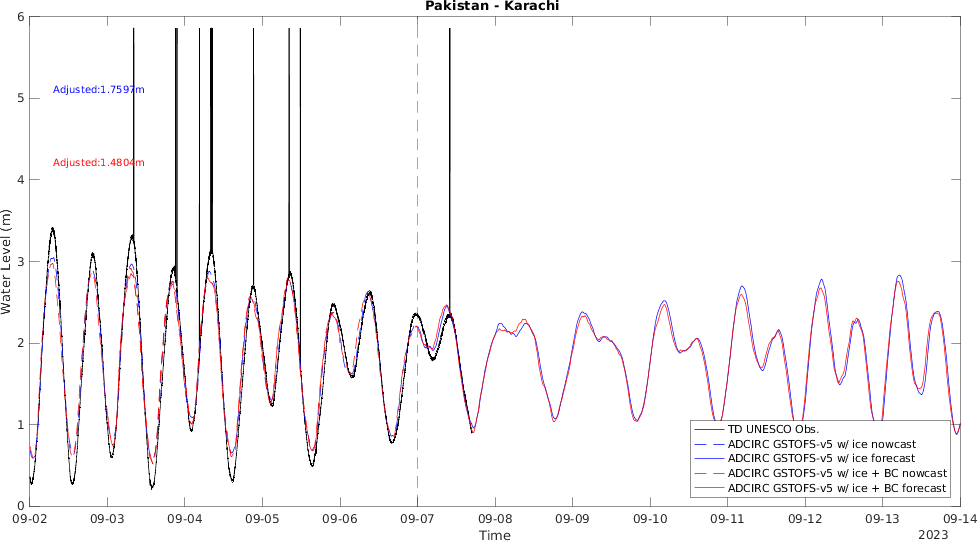 Pakistan - Karachi
6
5
4
3
2
1
0
Water Level (m)
Adjusted:1.7597m
Adjusted:1.4804m
TD UNESCO Obs.
ADCIRC GSTOFS-v5 w/ ice nowcast
ADCIRC GSTOFS-v5 w/ ice forecast
ADCIRC GSTOFS-v5 w/ ice + BC nowcast
ADCIRC GSTOFS-v5 w/ ice + BC forecast
09-02 09-03 09-04 09-05 09-06 09-07 09-08 09-09 09-10 09-11 09-12 09-13 09-14
Time
2023